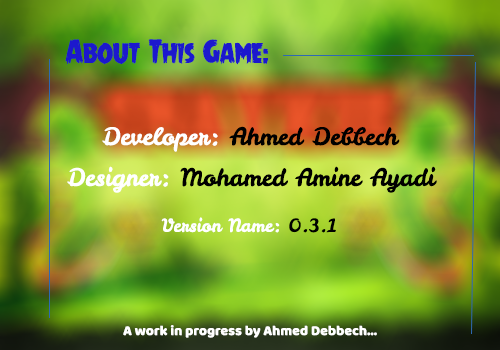 About This Game:
Developer: Ahmed Debbech
Designer: Mohamed Amine Ayadi
Version Name: 0.3.1
A work in progress by Ahmed Debbech...